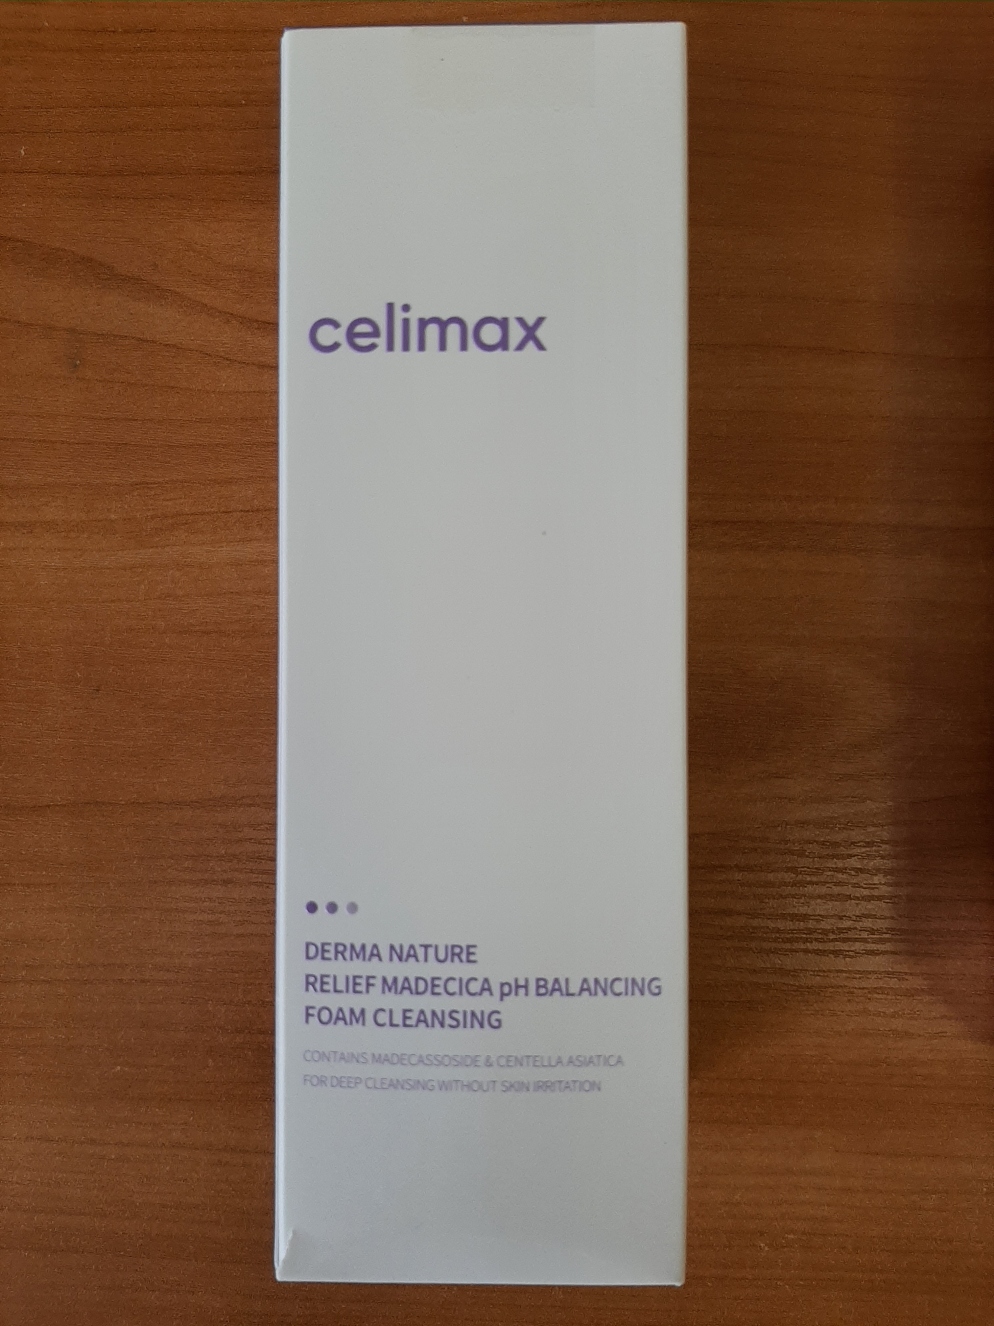 celimax
DERMA NATURE
RELIEF MADECICA pH BALANCING
FOAM CLEANSING
CONTAINS MADECASSOSIDE & CENTELLA ASIATICA
FOR DEEP CLEANSING WITHOUT SKIN IRRITATION